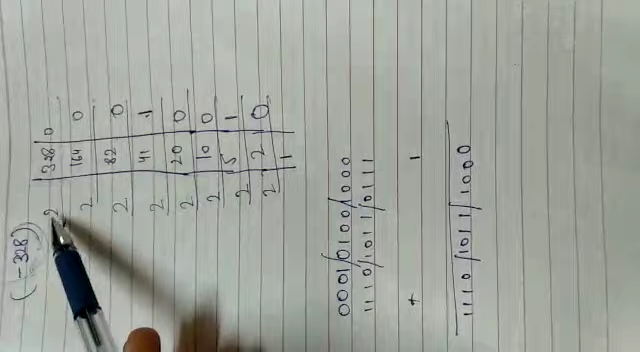 (-328)
2 328 0
2 164 0
2 82 0
2 41 1
2 20 0
2 10 0
2 5 1
2 2 0
1
0001/0100/1000
1110/1011/0111
+ 1
1110/1011/1000